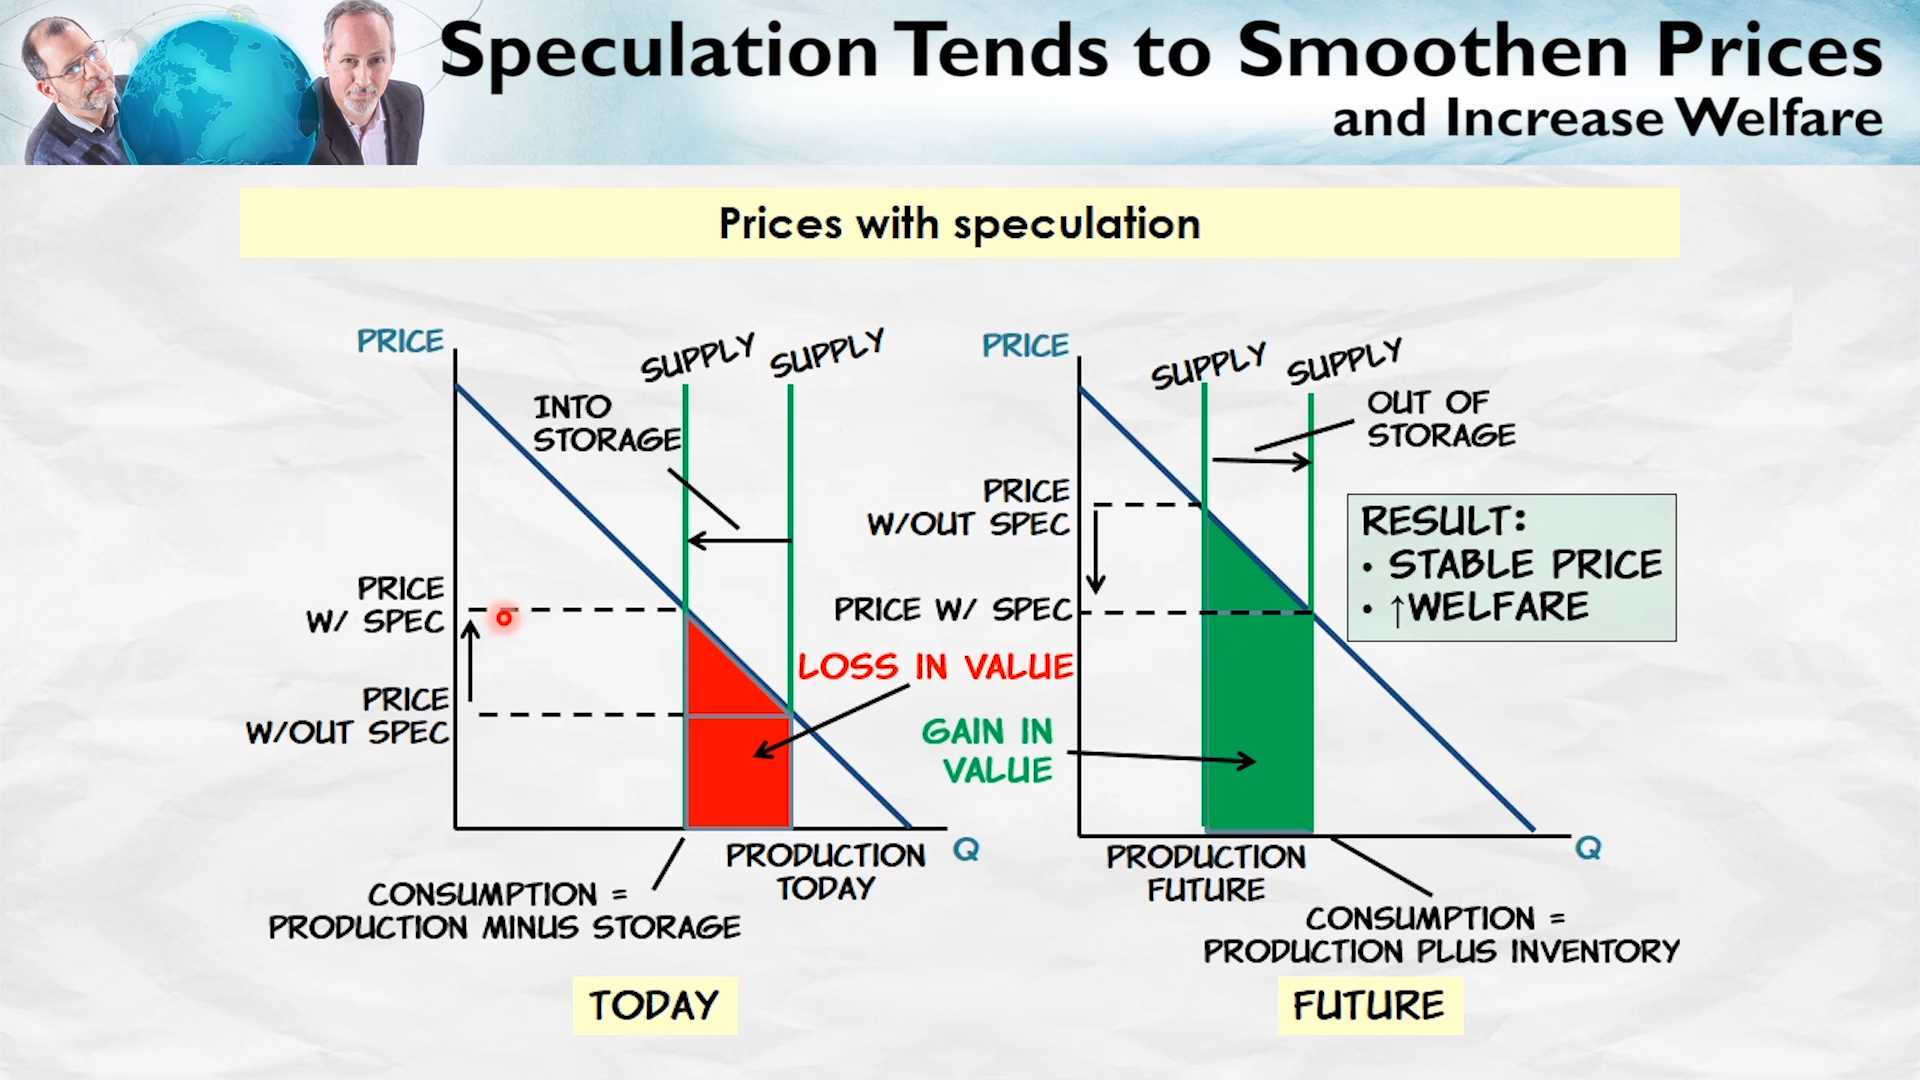 Speculation Tends to Smoothen Prices
and Increase Welfare
Prices with speculation
PRICE
SUPPLY
SUPPLY
INTO
STORAGE
PRICE
W/ SPEC
PRICE
W/OUT SPEC
LOSS IN VALUE
CONSUMPTION =
PRODUCTION MINUS STORAGE
PRODUCTION
TODAY
Q
TODAY
PRICE
SUPPLY
SUPPLY
OUT OF
STORAGE
PRICE
W/OUT SPEC
PRICE W/ SPEC
GAIN IN
VALUE
RESULT:
• STABLE PRICE
• ↑WELFARE
PRODUCTION
FUTURE
Q
CONSUMPTION =
PRODUCTION PLUS INVENTORY
FUTURE